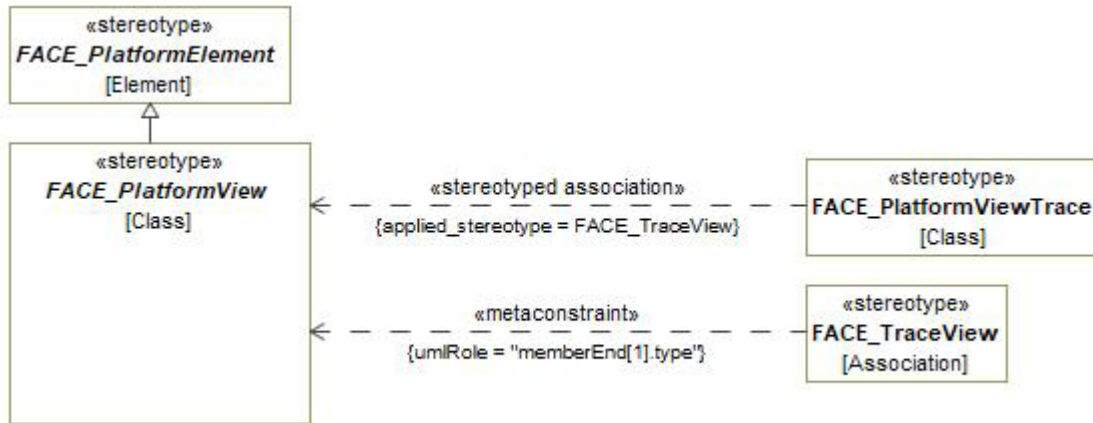 «stereotype»
FACE_PlatformElement
[Element]
«stereotype»
FACE_PlatformView
[Class]
«stereotyped association»
{applied_stereotype = FACE_TraceView}
«stereotype»
FACE_PlatformViewTrace
[Class]
«metaconstraint»
{umlRole = "memberEnd[1].type"}
«stereotype»
FACE_TraceView
[Association]